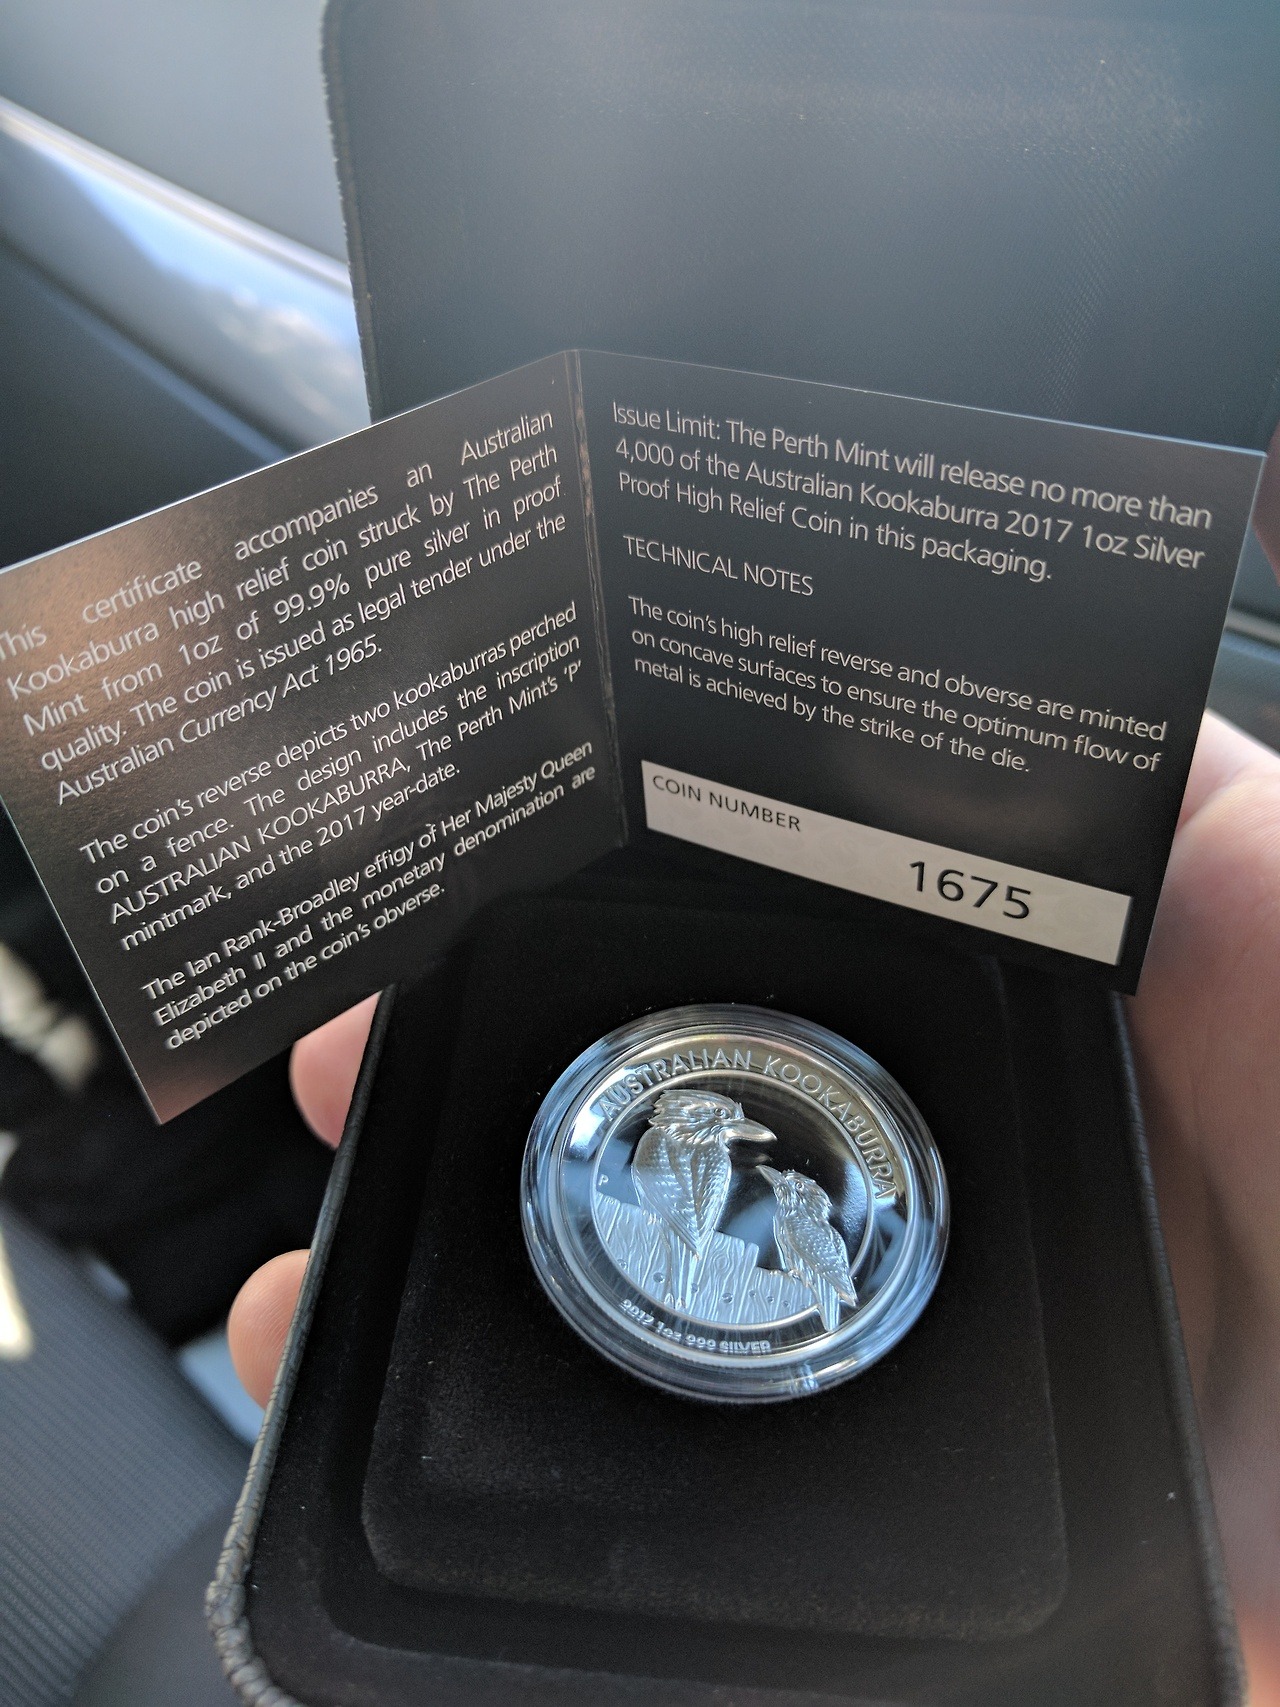 This certificate accompanies an Australian
Kookaburra high relief coin struck by The Perth
Mint from 1oz of 99.9% pure silver in proof
quality. The coin is issued as legal tender under the
Australian Currency Act 1965.
The coin's reverse depicts two kookaburras perched
on a fence. The design includes the inscription
AUSTRALIAN KOOKABURRA, The Perth Mint's 'P'
mintmark, and the 2017 year-date.
The Ian Rank-Broadley effigy of Her Majesty Queen
Elizabeth II and the monetary denomination are
depicted on the coin's obverse.
Issue Limit: The Perth Mint will release no more than
4,000 of the Australian Kookaburra 2017 1oz Silver
Proof High Relief Coin in this packaging.
TECHNICAL NOTES
The coin's high relief reverse and obverse are minted
on concave surfaces to ensure the optimum flow of
metal is achieved by the strike of the die.
COIN NUMBER
1675
AUSTRALIAN KOOKABURRA
P
2017 1oz 999 SILVER